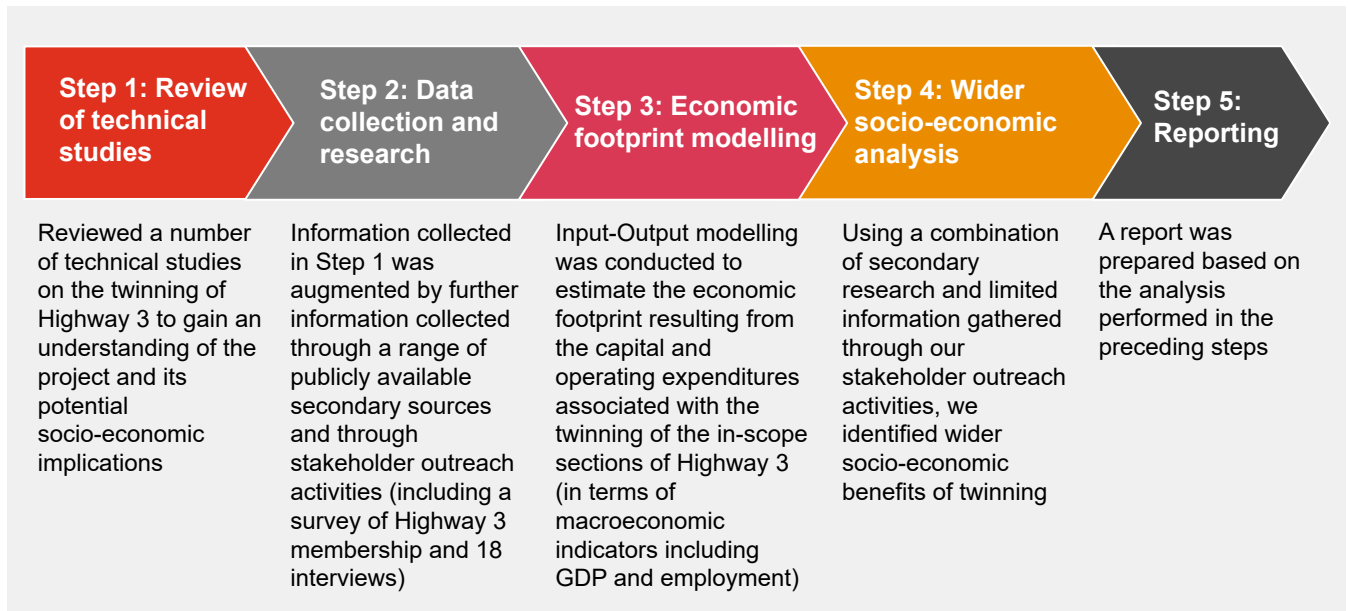 Step 1: Review
of technical
studies
Step 2: Data
collection and
research
Step 3: Economic
footprint modelling
Step 4: Wider
socio-economic
analysis
Step 5:
Reporting
Reviewed a number
of technical studies
on the twinning of
Highway 3 to gain an
understanding of the
project and its
potential
socio-economic
implications
Information collected
in Step 1 was
augmented by further
information collected
through a range of
publicly available
secondary sources
and through
stakeholder outreach
activities (including a
survey of Highway 3
membership and 18
interviews)
Input-Output modelling
was conducted to
estimate the economic
footprint resulting from
the capital and
operating expenditures
associated with the
twinning of the in-scope
sections of Highway 3
(in terms of
macroeconomic
indicators including
GDP and employment)
Using a combination
of secondary
research and limited
information gathered
through our
stakeholder outreach
activities, we
identified wider
socio-economic
benefits of twinning
A report was
prepared based on
the analysis
performed in the
preceding steps